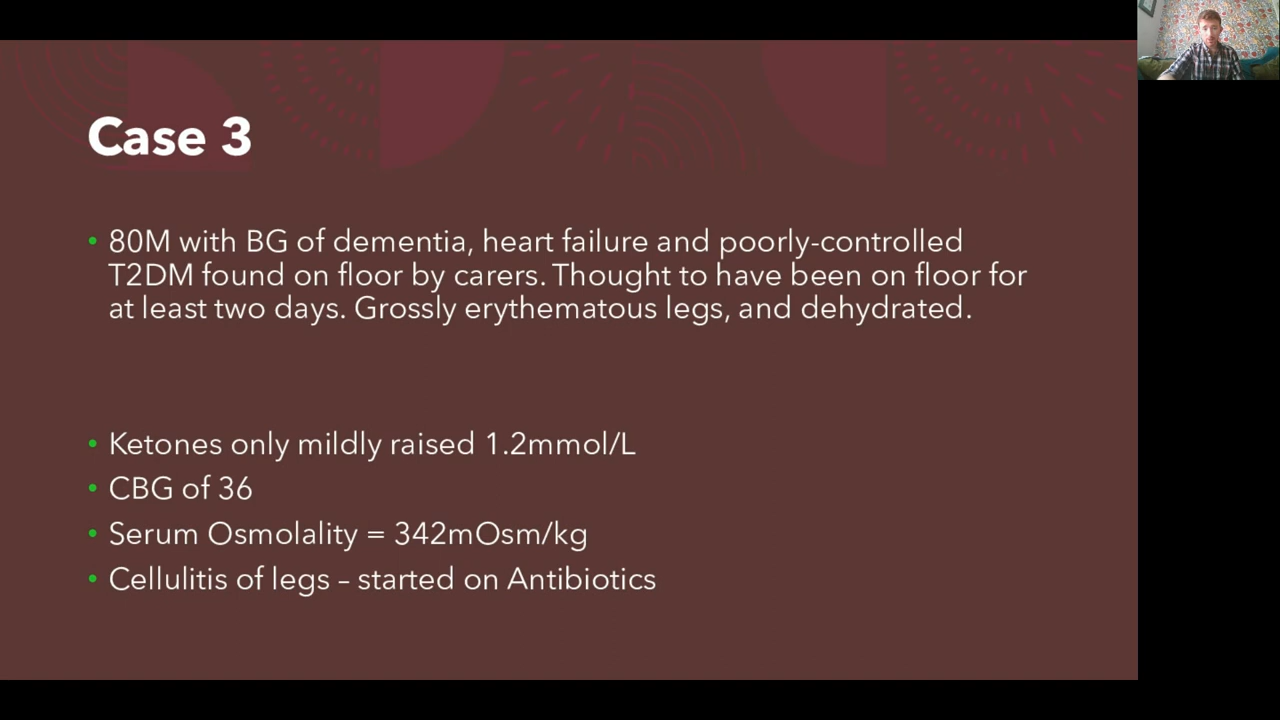 Case 3
• 80M with BG of dementia, heart failure and poorly-controlled
T2DM found on floor by carers. Thought to have been on floor for
at least two days. Grossly erythematous legs, and dehydrated.
• Ketones only mildly raised 1.2mmol/L
• CBG of 36
• Serum Osmolality = 342mOsm/kg
• Cellulitis of legs – started on Antibiotics